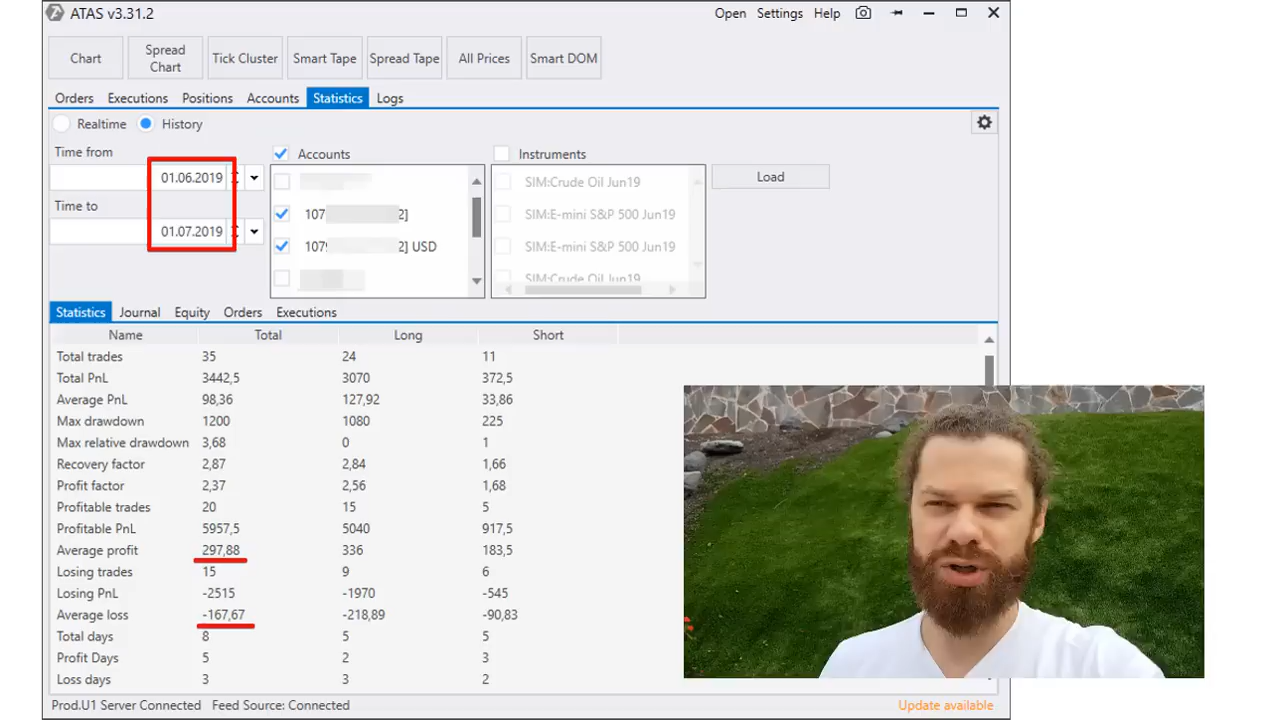 ATAS v3.31.2
Open Settings Help
Chart
Spread Chart
Tick Cluster
Smart Tape
Spread Tape
All Prices
Smart DOM
Orders Executions Positions Accounts Statistics Logs
Realtime History
Time from
01.06.2019
Time to
01.07.2019
Accounts
107 2]
107 2] USD
Instruments
SIM:Crude Oil Jun19
SIM:E-mini S&P 500 Jun19
SIM:E-mini S&P 500 Jun19
SIM:Crude Oil Jun19
Load
Statistics Journal Equity Orders Executions
Name Total Long Short
Total trades 35 24 11
Total PnL 3442,5 3070 372,5
Average PnL 98,36 127,92 33,86
Max drawdown 1200 1080 225
Max relative drawdown 3,68 0 1
Recovery factor 2,87 2,84 1,66
Profit factor 2,37 2,56 1,68
Profitable trades 20 15 5
Profitable PnL 5957,5 5040 917,5
Average profit 297,88 336 183,5
Losing trades 15 9 6
Losing PnL -2515 -1970 -545
Average loss -167,67 -218,89 -90,83
Total days 8 5 5
Profit Days 5 2 3
Loss days 3 3 2
Prod.U1 Server Connected Feed Source: Connected
Update available